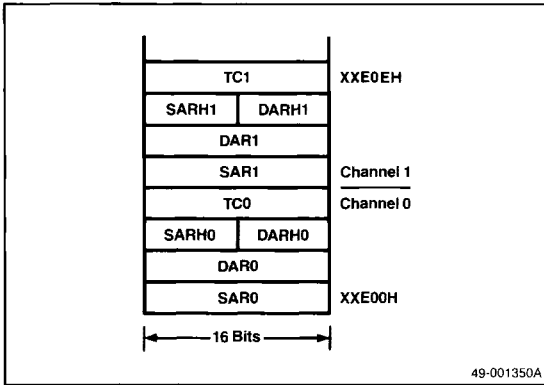 TC1 XXE0EH
SARH1 DARH1
DAR1
SAR1 Channel 1
TC0 Channel 0
SARH0 DARH0
DAR0
SAR0 XXE00H
16 Bits
49-001350A